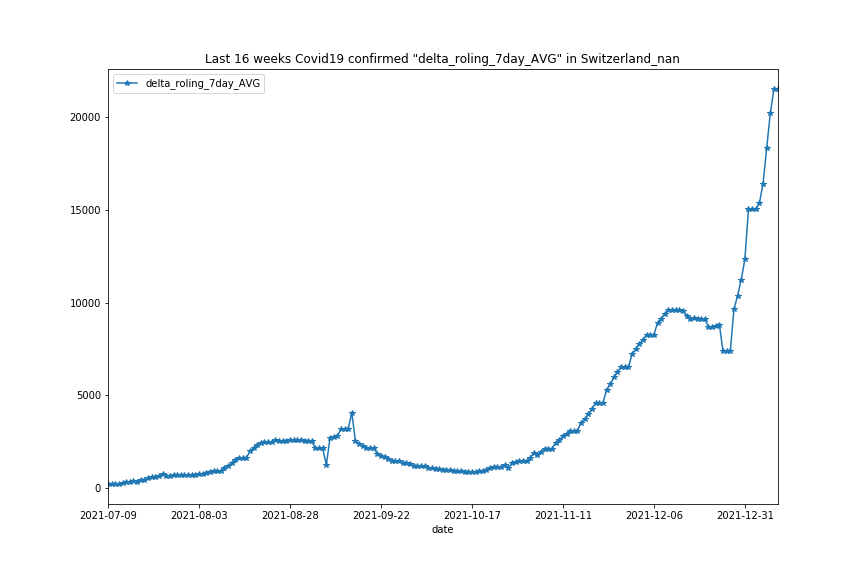 Last 16 weeks Covid19 confirmed "delta_roling_7day_AVG" in Switzerland_nan
delta_roling_7day_AVG
20000
15000
10000
5000
0
2021-07-09 2021-08-03 2021-08-28 2021-09-22 2021-10-17 2021-11-11 2021-12-06 2021-12-31
date